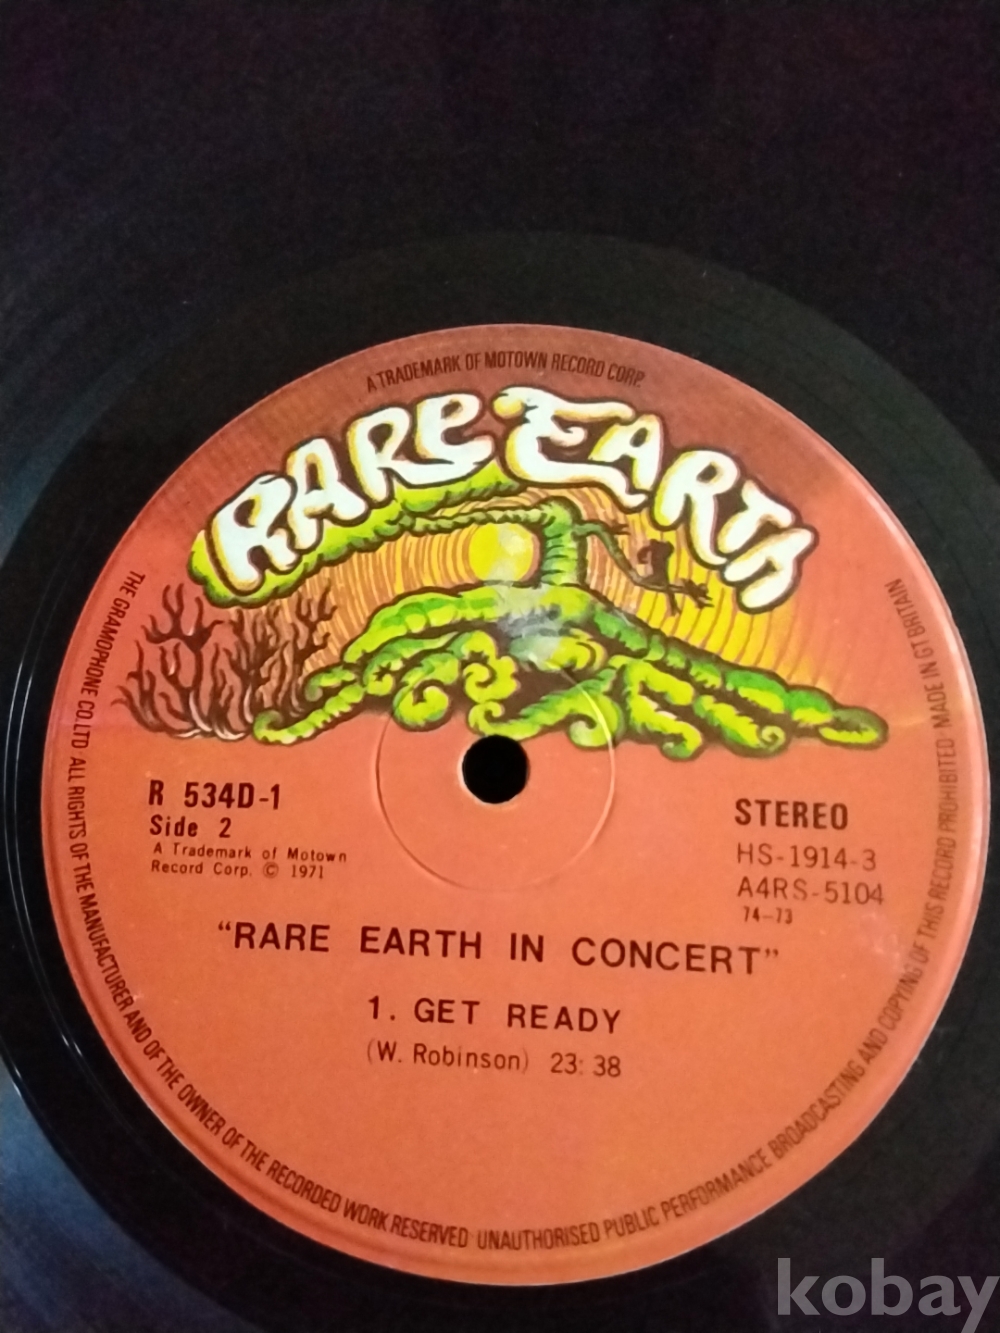 A TRADEMARK OF MOTOWN RECORD CORP.
RARE EARTH
R 534D-1
Side 2
A Trademark of Motown
Record Corp. © 1971
STEREO
HS-1914-3
A4RS-5104
74-73
“RARE EARTH IN CONCERT”
1. GET READY
(W. Robinson) 23:38
THE GRAMOPHONE CO. LTD. ALL RIGHTS OF THE MANUFACTURER AND OF THE OWNER OF THE RECORDED WORK RESERVED UNAUTHORISED PUBLIC PERFORMANCE BROADCASTING AND COPYING OF THIS RECORD PROHIBITED MADE IN GT BRITAIN
kobay